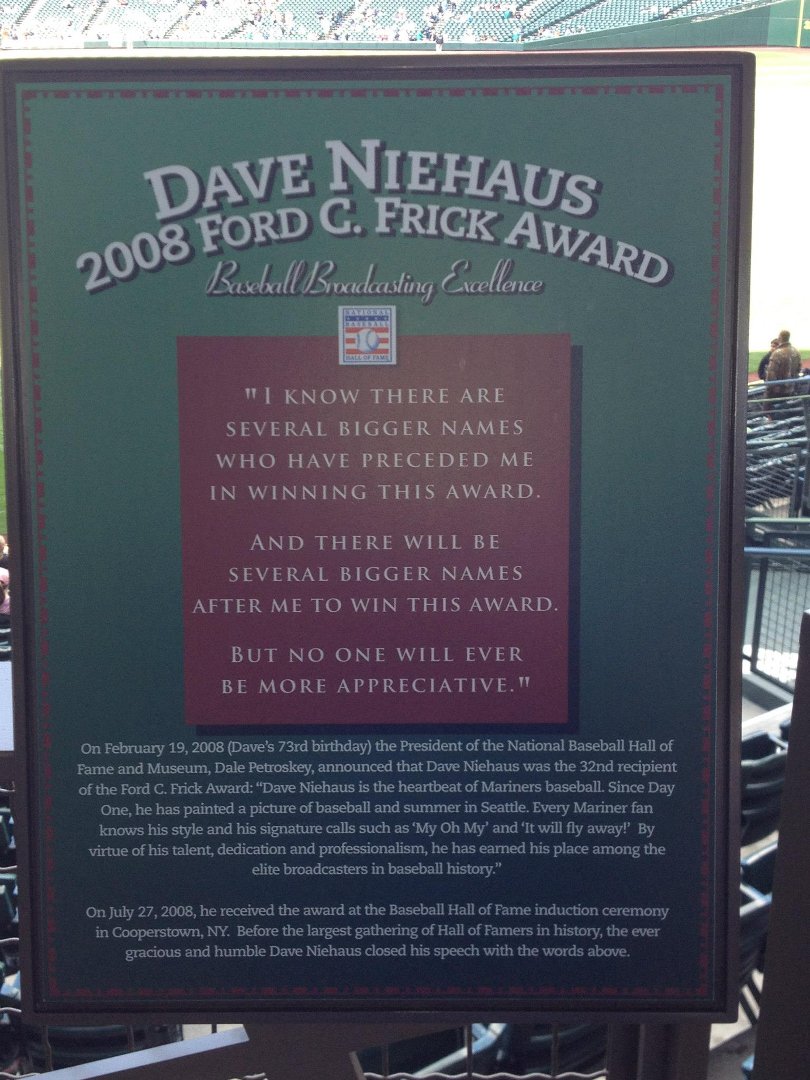 DAVE NIEHAUS
2008 FORD C. FRICK AWARD
Baseball Broadcasting Excellence
NATIONAL
BASEBALL
HALL OF FAME
"I KNOW THERE ARE
SEVERAL BIGGER NAMES
WHO HAVE PRECEDED ME
IN WINNING THIS AWARD.
AND THERE WILL BE
SEVERAL BIGGER NAMES
AFTER ME TO WIN THIS AWARD.
BUT NO ONE WILL EVER
BE MORE APPRECIATIVE."
On February 19, 2008 (Dave's 73rd birthday) the President of the National Baseball Hall of
Fame and Museum, Dale Petroskey, announced that Dave Niehaus was the 32nd recipient
of the Ford C. Frick Award: “Dave Niehaus is the heartbeat of Mariners baseball. Since Day
One, he has painted a picture of baseball and summer in Seattle. Every Mariner fan
knows his style and his signature calls such as ‘My Oh My’ and ‘It will fly away!’ By
virtue of his talent, dedication and professionalism, he has earned his place among the
elite broadcasters in baseball history.”
On July 27, 2008, he received the award at the Baseball Hall of Fame induction ceremony
in Cooperstown, NY. Before the largest gathering of Hall of Famers in history, the ever
gracious and humble Dave Niehaus closed his speech with the words above.